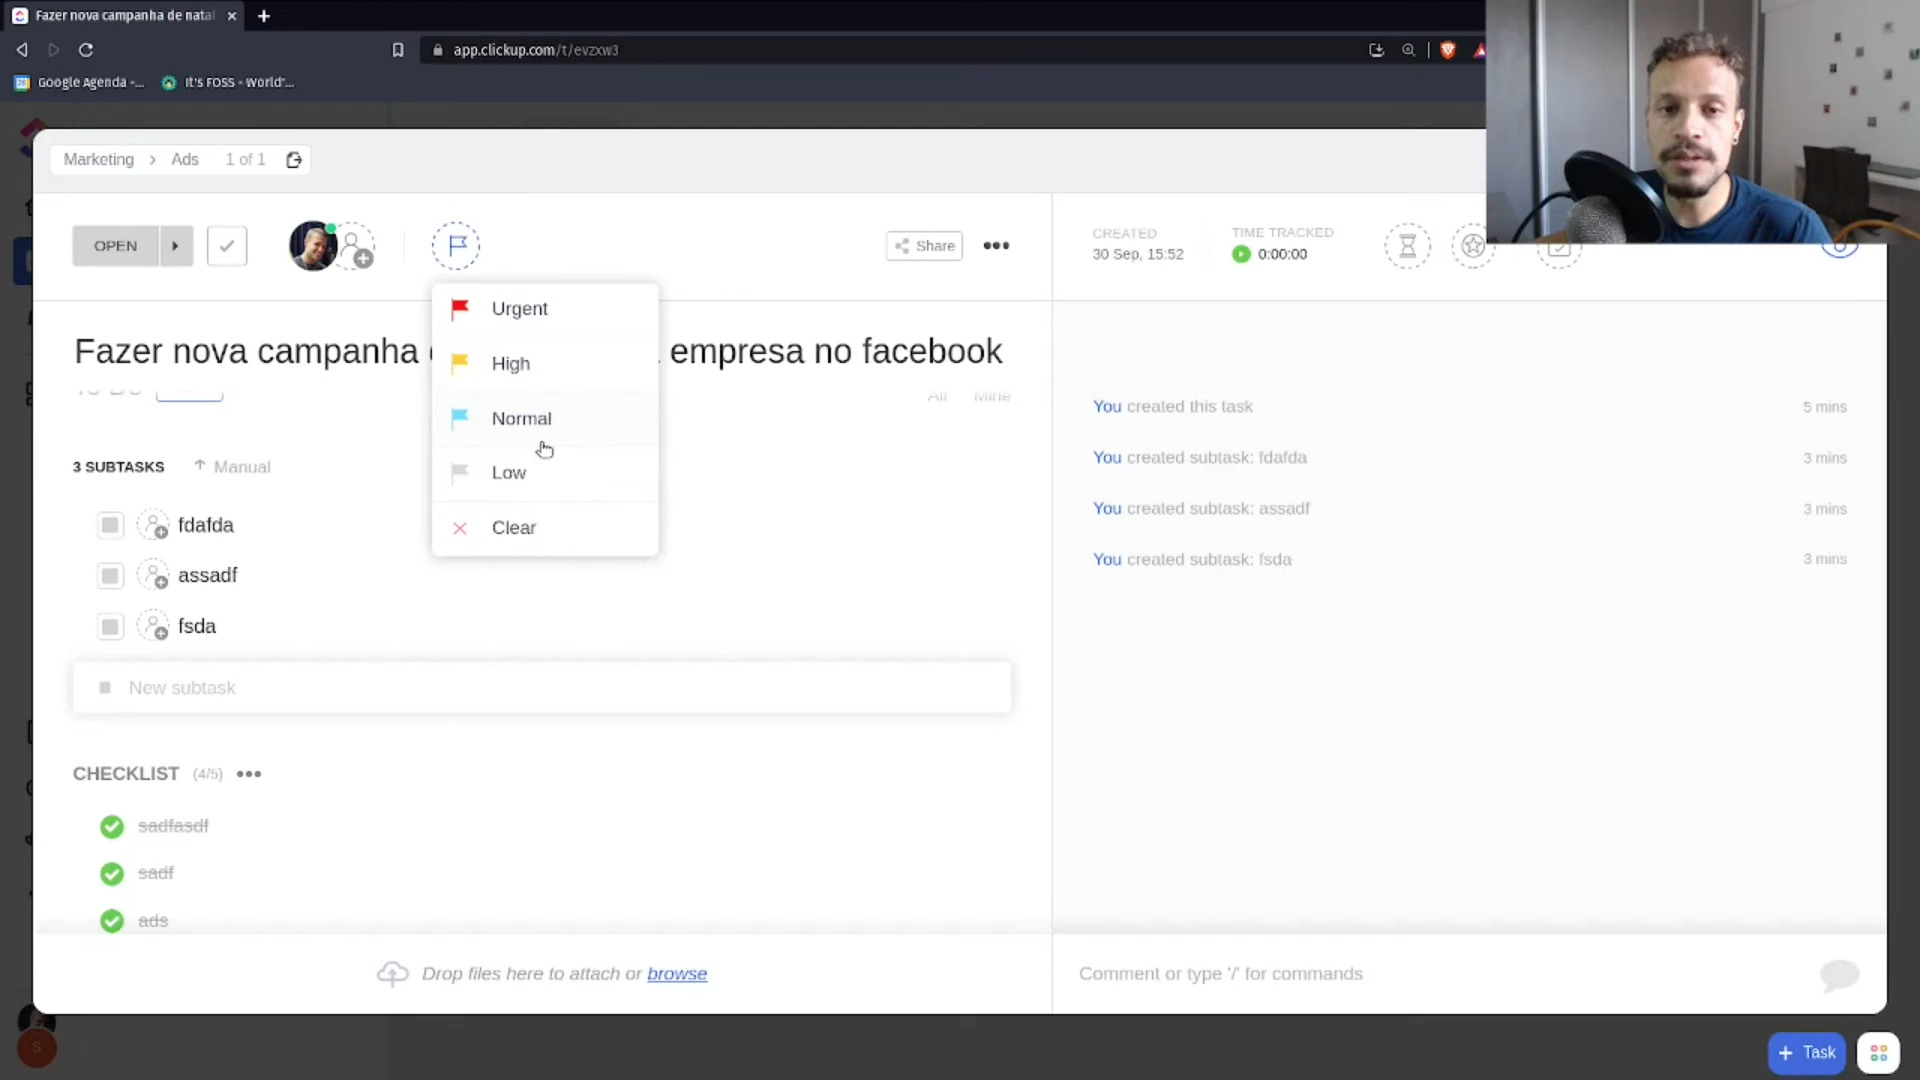 Fazer nova campanha de natal
app.clickup.com/t/evzxw3
Google Agenda -...
It's FOSS - World'...
Marketing > Ads 1 of 1
OPEN
Share
CREATED
30 Sep, 15:52
TIME TRACKED
0:00:00
Urgent
High
Normal
Low
Clear
Fazer nova campanha
empresa no facebook
All Mine
3 SUBTASKS
Manual
fdafda
assadf
fsda
New subtask
CHECKLIST (4/5)
sadfasdf
sadf
ads
Drop files here to attach or browse
You created this task 5 mins
You created subtask: fdafda 3 mins
You created subtask: assadf 3 mins
You created subtask: fsda 3 mins
Comment or type '/' for commands
S
+ Task